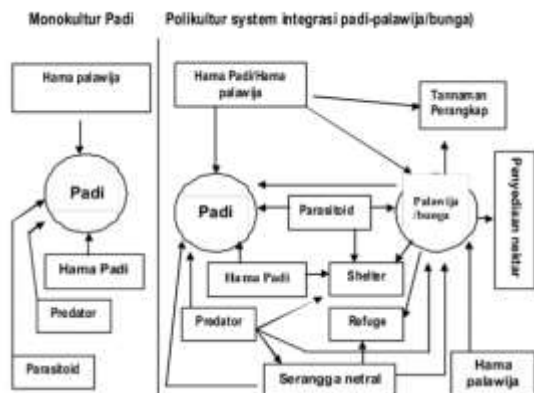 Monokultur Padi
Hama palawija
Padi
Hama Padi
Predator
Parasitoid
Polikultur system integrasi padi-palawija/bunga)
Hama Padi/Hama
palawija
Tannaman
Perangkap
Padi
Parasitoid
Palawija
/bunga
Penyediaan nektar
Hama Padi
Shelter
Predator
Refuge
Serangga netral
Hama
palawija